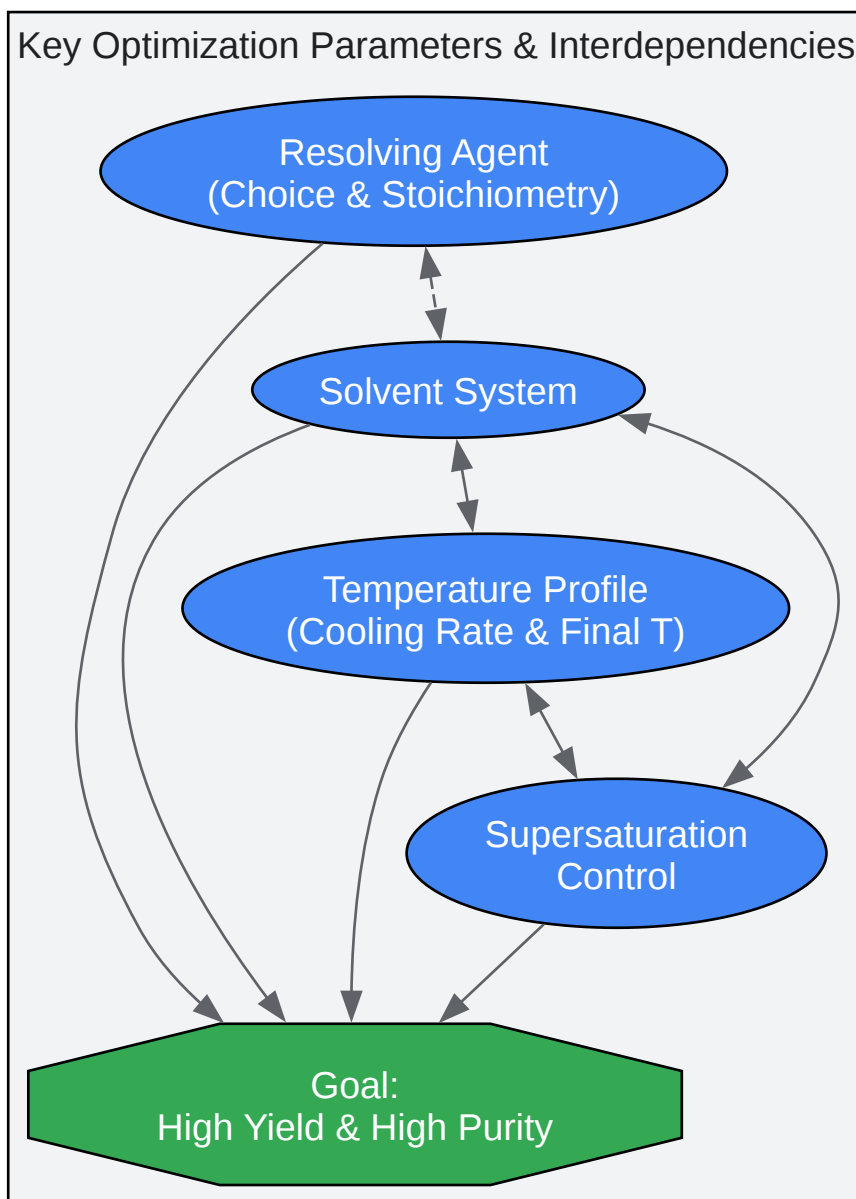 Key Optimization Parameters & Interdependencies
Resolving Agent
(Choice & Stoichiometry)
Solvent System
Temperature Profile
(Cooling Rate & Final T)
Supersaturation
Control
Goal:
High Yield & High Purity